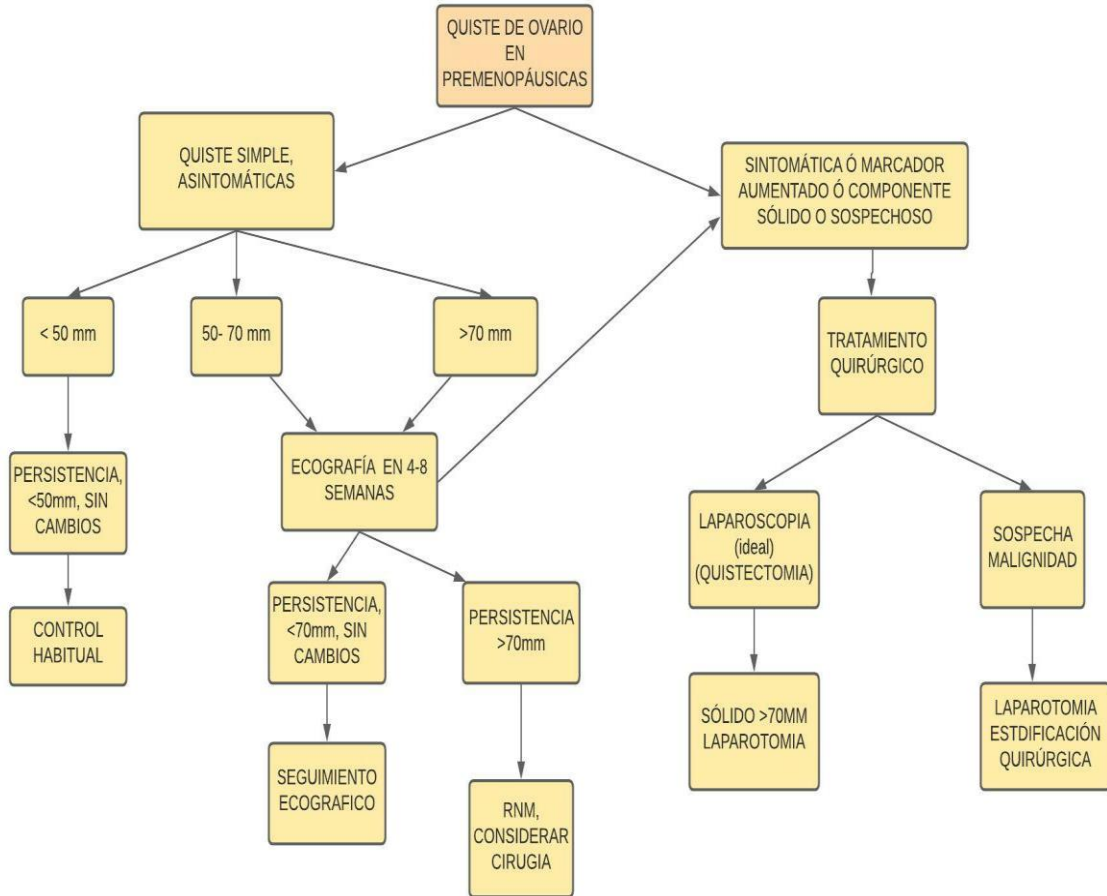 QUISTE DE OVARIO
EN
PREMENOPÁUSICAS
QUISTE SIMPLE,
ASINTOMÁTICAS
SINTOMÁTICA Ó MARCADOR
AUMENTADO Ó COMPONENTE
SÓLIDO O SOSPECHOSO
< 50 mm
50- 70 mm
>70 mm
TRATAMIENTO
QUIRÚRGICO
PERSISTENCIA,
<50mm, SIN
CAMBIOS
ECOGRAFÍA EN 4-8
SEMANAS
LAPAROSCOPIA
(ideal)
(QUISTECTOMIA)
SOSPECHA
MALIGNIDAD
CONTROL
HABITUAL
PERSISTENCIA,
<70mm, SIN
CAMBIOS
PERSISTENCIA
>70mm
SÓLIDO >70MM
LAPAROTOMIA
LAPAROTOMIA
ESTDIFICACIÓN
QUIRÚRGICA
SEGUIMIENTO
ECOGRAFICO
RNM,
CONSIDERAR
CIRUGIA